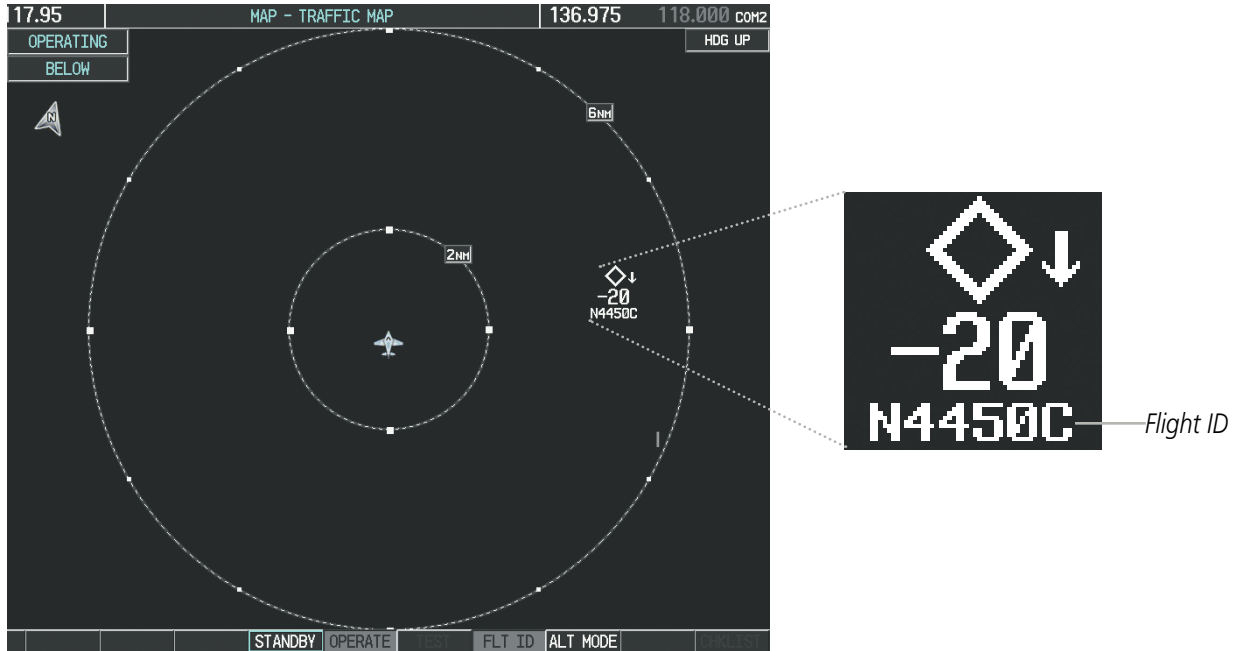 17.95 MAP - TRAFFIC MAP 136.975 118.000 COM2
OPERATING HDG UP
BELOW
N
6NM
2NM
-20
N4450C
-20
N4450C Flight ID
STANDBY OPERATE TEST FLT ID ALT MODE CHKLIST